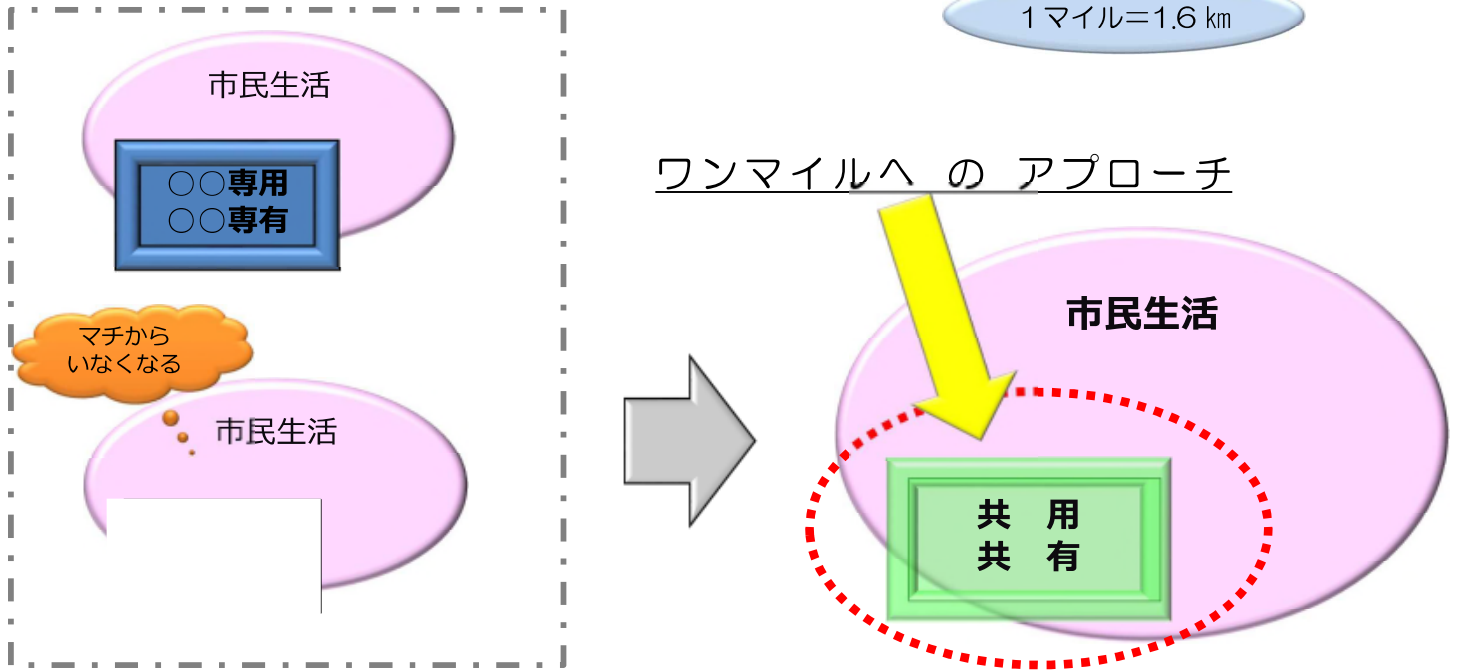 市民生活
○○専用
○○専有
マチから
いなくなる
市民生活
1マイル=1.6 ㎞
ワンマイルへ の アプローチ
市民生活
共 用
共 有